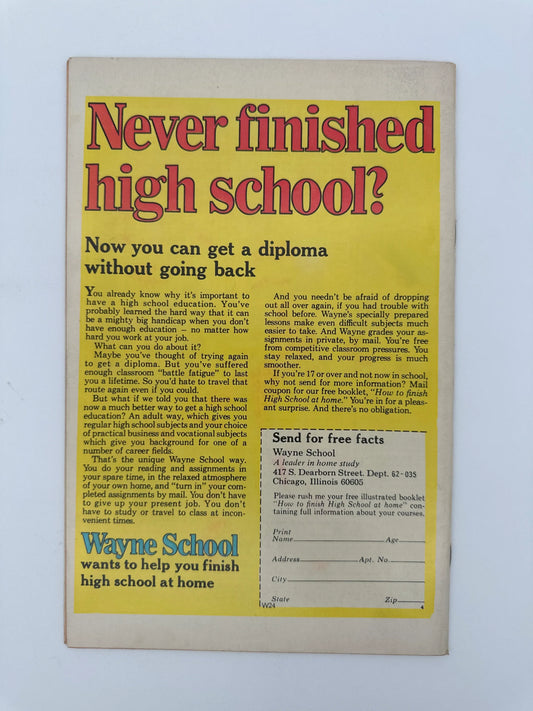 Never finished
high school?
Now you can get a diploma
without going back
You already know why it's important to
have a high school education. You've
probably learned the hard way that it can
be a mighty big handicap when you don't
have enough education – no matter how
hard you work at your job.
What can you do about it?
Maybe you've thought of trying again
to get a diploma. But you've suffered
enough classroom "battle fatigue" to last
you a lifetime. So you'd hate to travel that
route again even if you could.
But what if we told you that there was
now a much better way to get a high school
education? An adult way, which gives you
regular high school subjects and your choice
of practical business and vocational subjects
which give you background for one of a
number of career fields.
That's the unique Wayne School way.
You do your reading and assignments in
your spare time, in the relaxed atmosphere
of your own home, and "turn in" your com-
pleted assignments by mail. You don't have
to give up your present job. You don't
have to study or travel to class at incon-
venient times.
Wayne School
wants to help you finish
high school at home
And you needn't be afraid of dropping
out all over again, if you had trouble with
school before. Wayne's specially prepared
lessons make even difficult subjects much
easier to take. And Wayne grades your as-
signments in private, by mail. You're free
from competitive classroom pressures. You
stay relaxed, and your progress is much
smoother.
If you're 17 or over and not now in school,
why not send for more information? Mail
coupon for our free booklet, "How to finish
High School at home." You're in for a pleas-
ant surprise. And there's no obligation.
Send for free facts
Wayne School
A leader in home study
417 S. Dearborn Street. Dept. 62-035
Chicago, Illinois 60605
Please rush me your free illustrated booklet
"How to finish High School at home" con-
taining full information about your courses.
Print
Name Age
Address Apt. No.
City
State Zip
W24 4